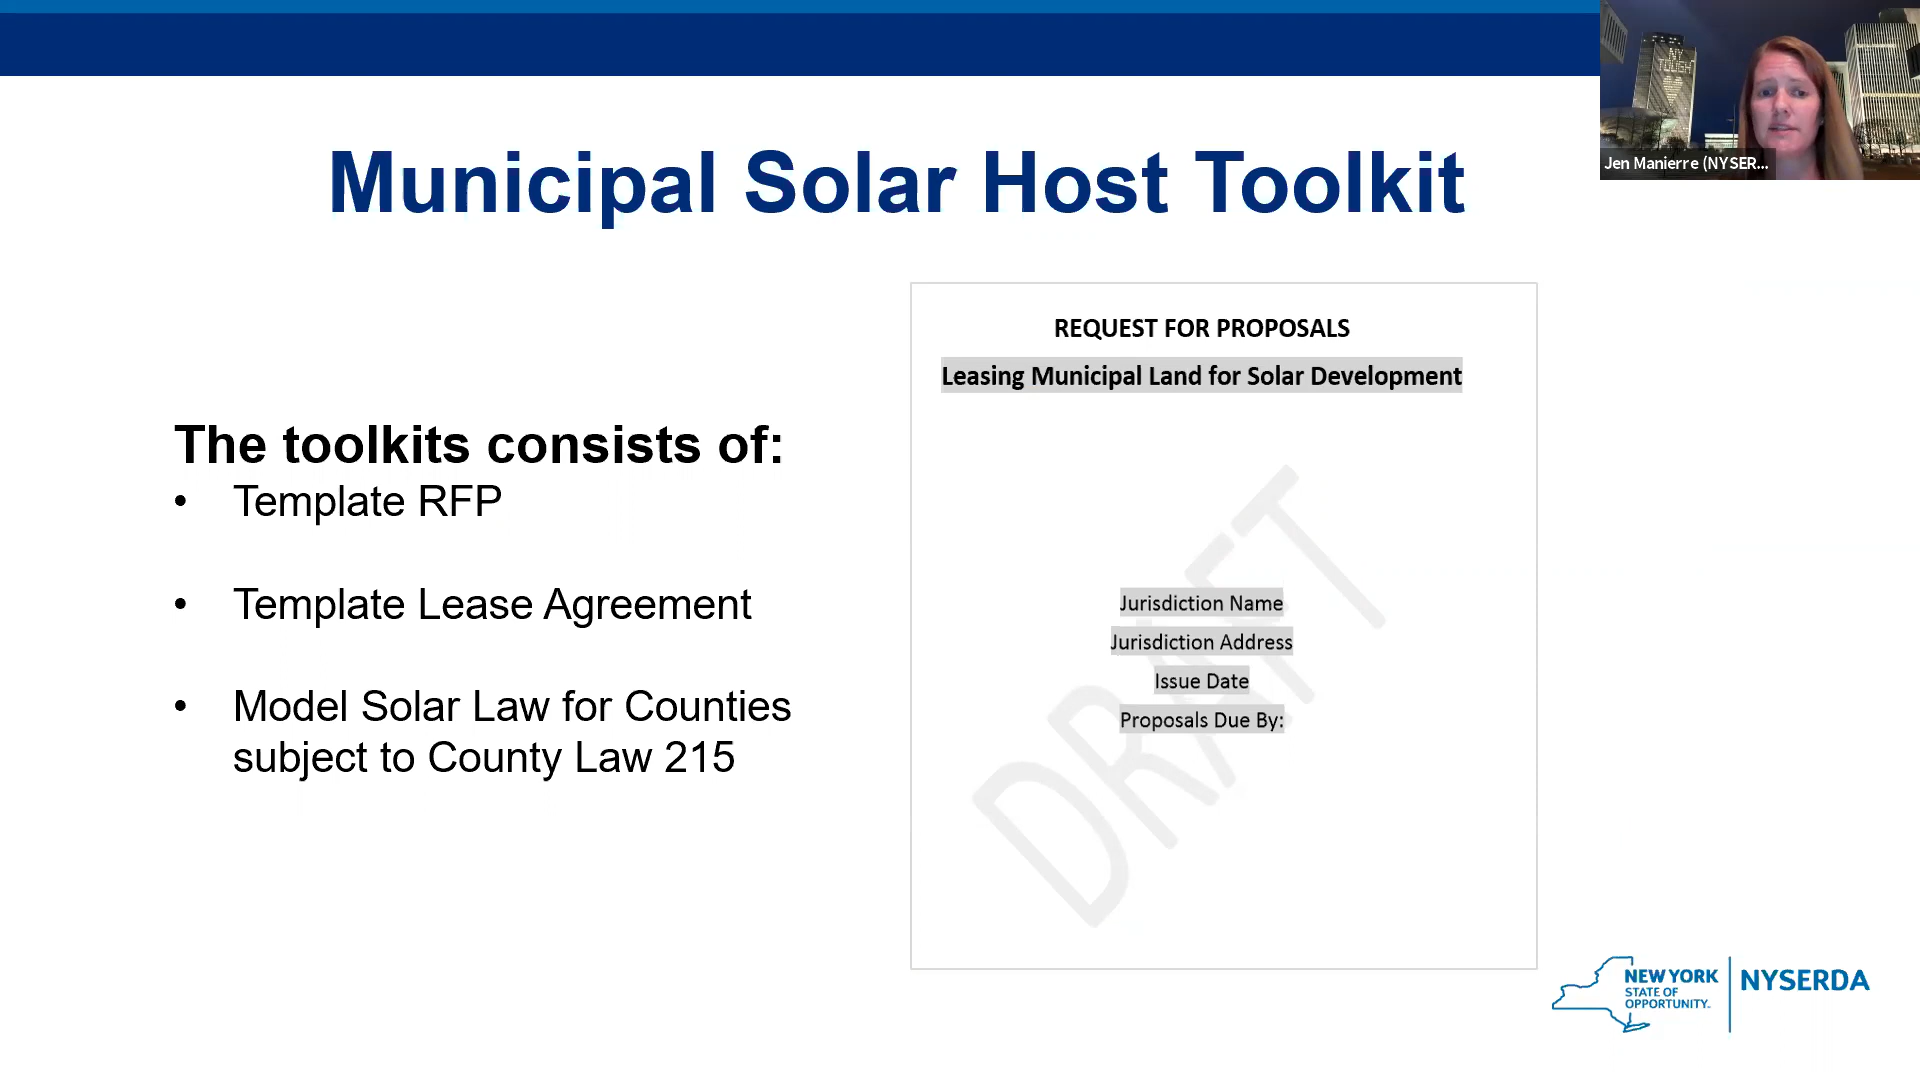 Municipal Solar Host Toolkit
NY
TOUGH
Jen Manierre (NYSER...
The toolkits consists of:
• Template RFP
• Template Lease Agreement
• Model Solar Law for Counties
subject to County Law 215
REQUEST FOR PROPOSALS
Leasing Municipal Land for Solar Development
DRAFT
Jurisdiction Name
Jurisdiction Address
Issue Date
Proposals Due By:
NEW YORK
STATE OF
OPPORTUNITY.
NYSERDA